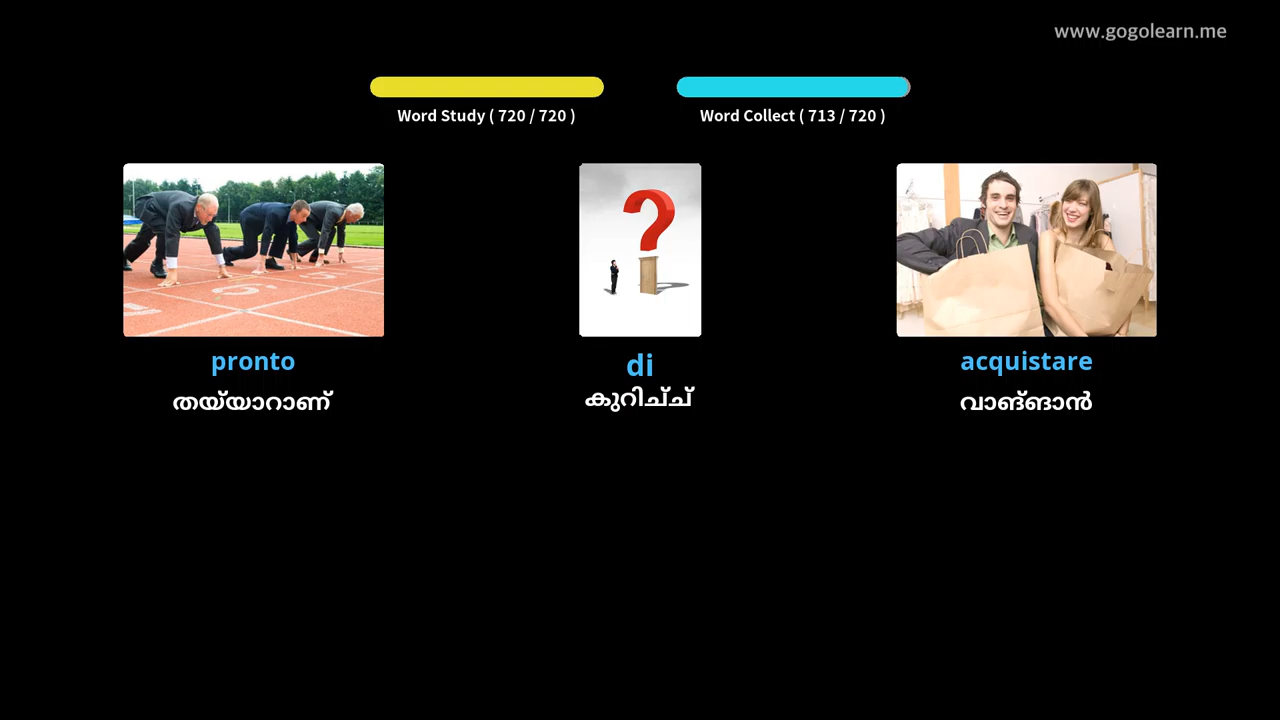 www.gogolearn.me
Word Study ( 720 / 720 )
Word Collect ( 713 / 720 )
pronto
തയ്യാറാണ്
di
കുറിച്ച്
acquistare
വാങ്ങാൻ